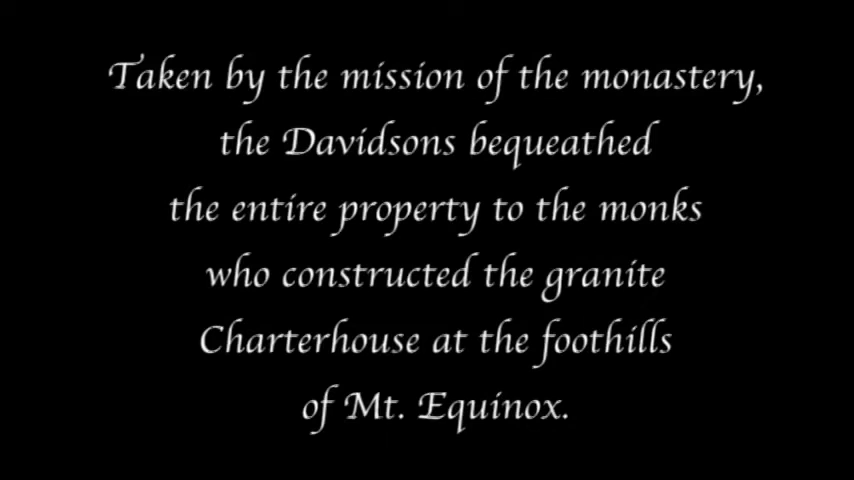 Taken by the mission of the monastery,
the Davidsons bequeathed
the entire property to the monks
who constructed the granite
Charterhouse at the foothills
of Mt. Equinox.